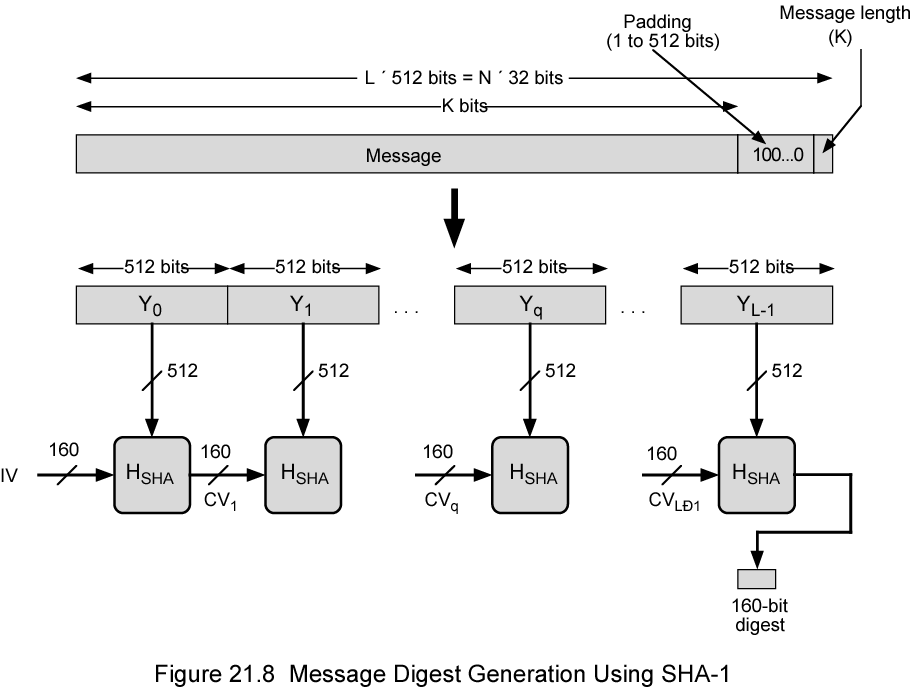 Padding
(1 to 512 bits)
Message length
(K)
L ´ 512 bits = N ´ 32 bits
K bits
Message
100...0
512 bits
512 bits
512 bits
512 bits
Y0
Y1
. . .
Yq
. . .
YL-1
512
512
512
512
IV
160
HSHA
160
CV1
HSHA
160
CVq
HSHA
160
CVLÐ1
HSHA
160-bit
digest
Figure 21.8 Message Digest Generation Using SHA-1